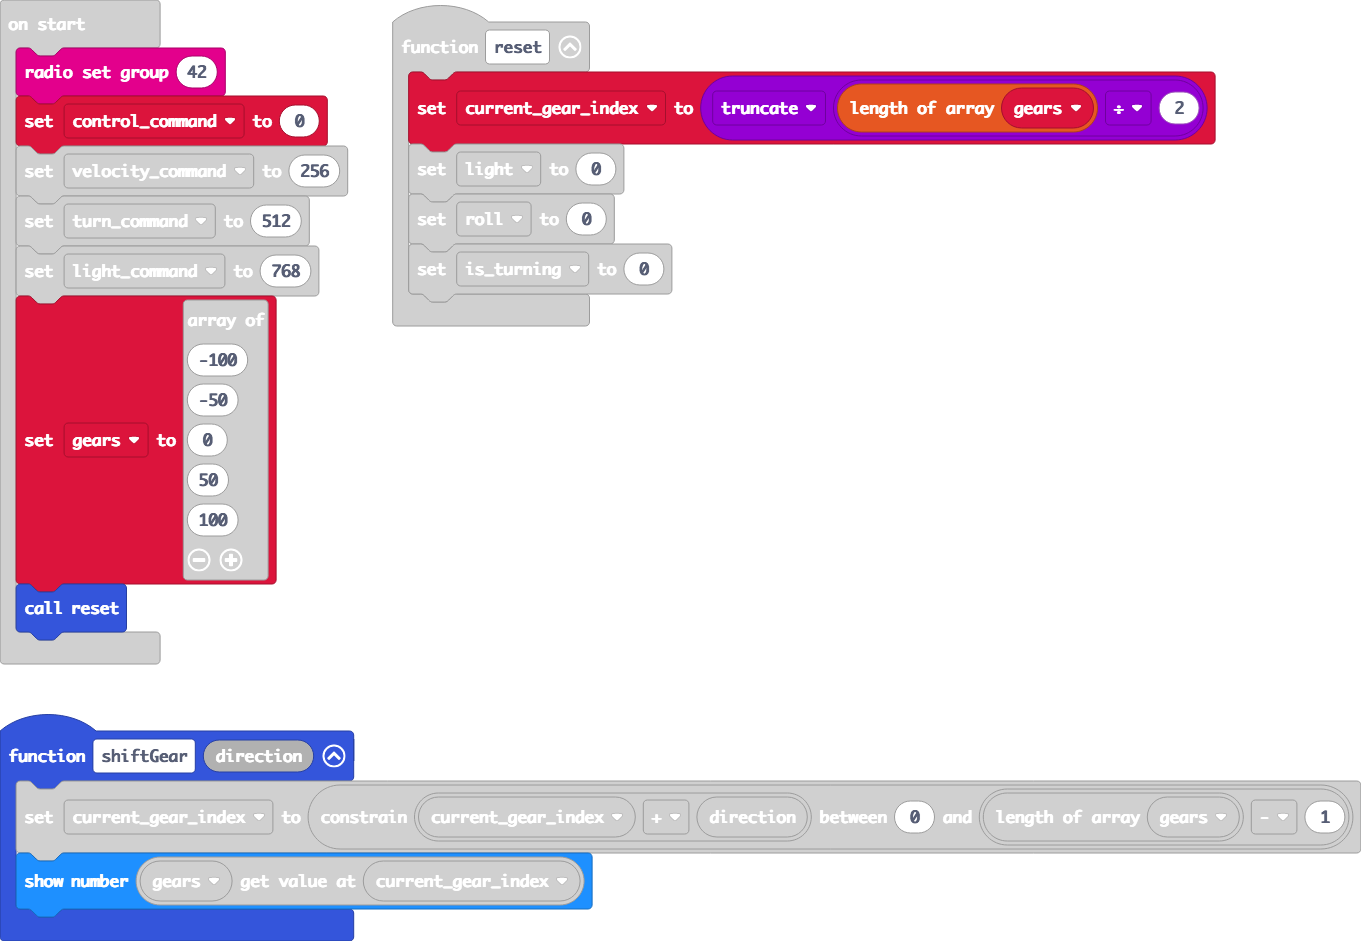 on start
radio set group 42
set control_command to 0
set velocity_command to 256
set turn_command to 512
set light_command to 768
set gears to array of
-100
-50
0
50
100
call reset
function reset
set current_gear_index to truncate length of array gears ÷ 2
set light to 0
set roll to 0
set is_turning to 0
function shiftGear direction
set current_gear_index to constrain current_gear_index + direction between 0 and length of array gears - 1
show number gears get value at current_gear_index